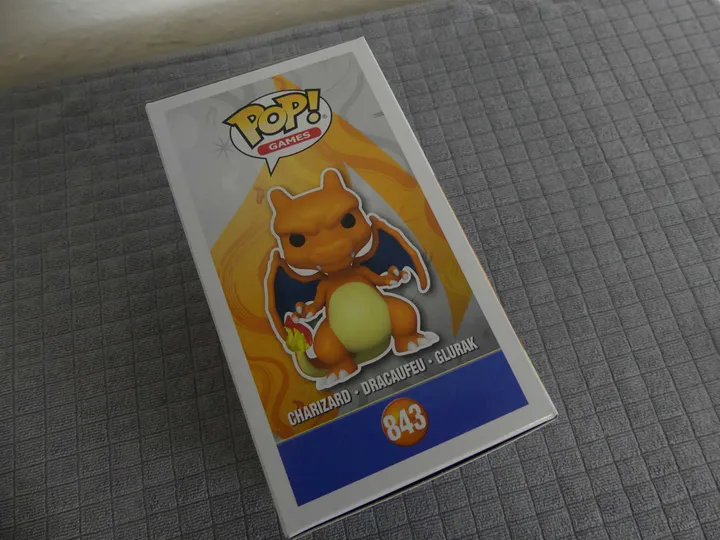 POP!
GAMES
CHARIZARD • DRACAUFEU • GLURAK
843